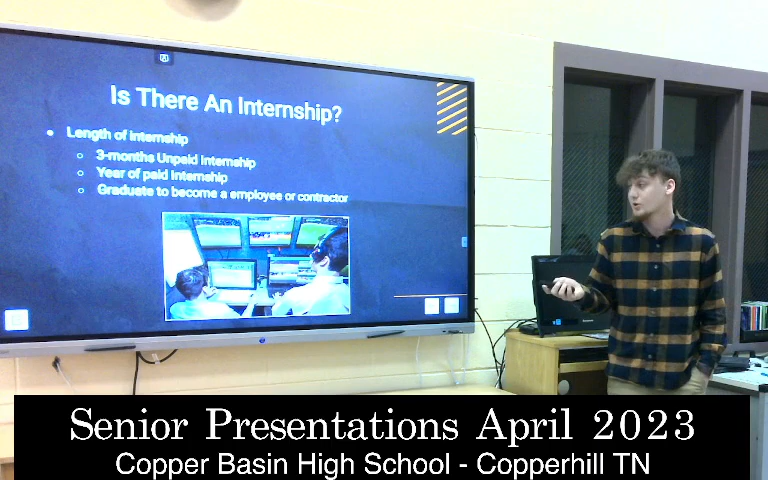 Is There An Internship?
Length of internship
3-months Unpaid Internship
Year of paid Internship
Graduate to become a employee or contractor
Senior Presentations April 2023
Copper Basin High School - Copperhill TN